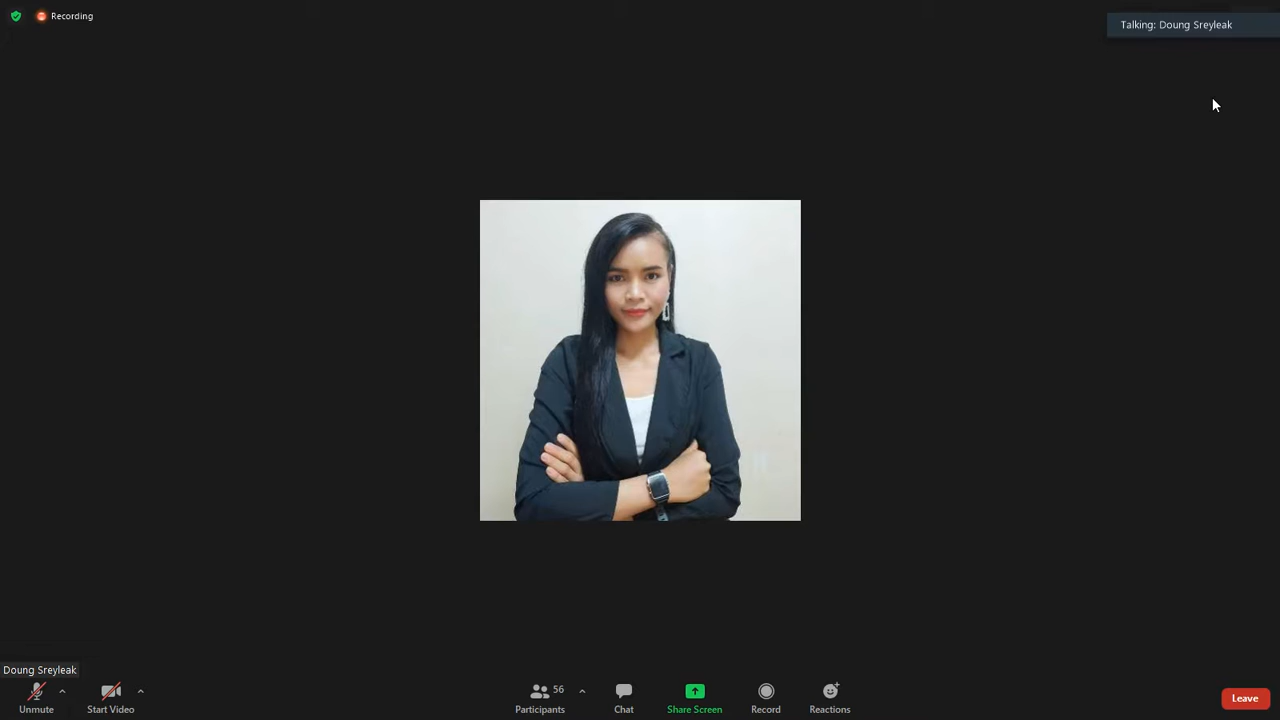 Recording
Talking: Doung Sreyleak
Doung Sreyleak
Unmute
Start Video
56
Participants
Chat
Share Screen
Record
Reactions
Leave